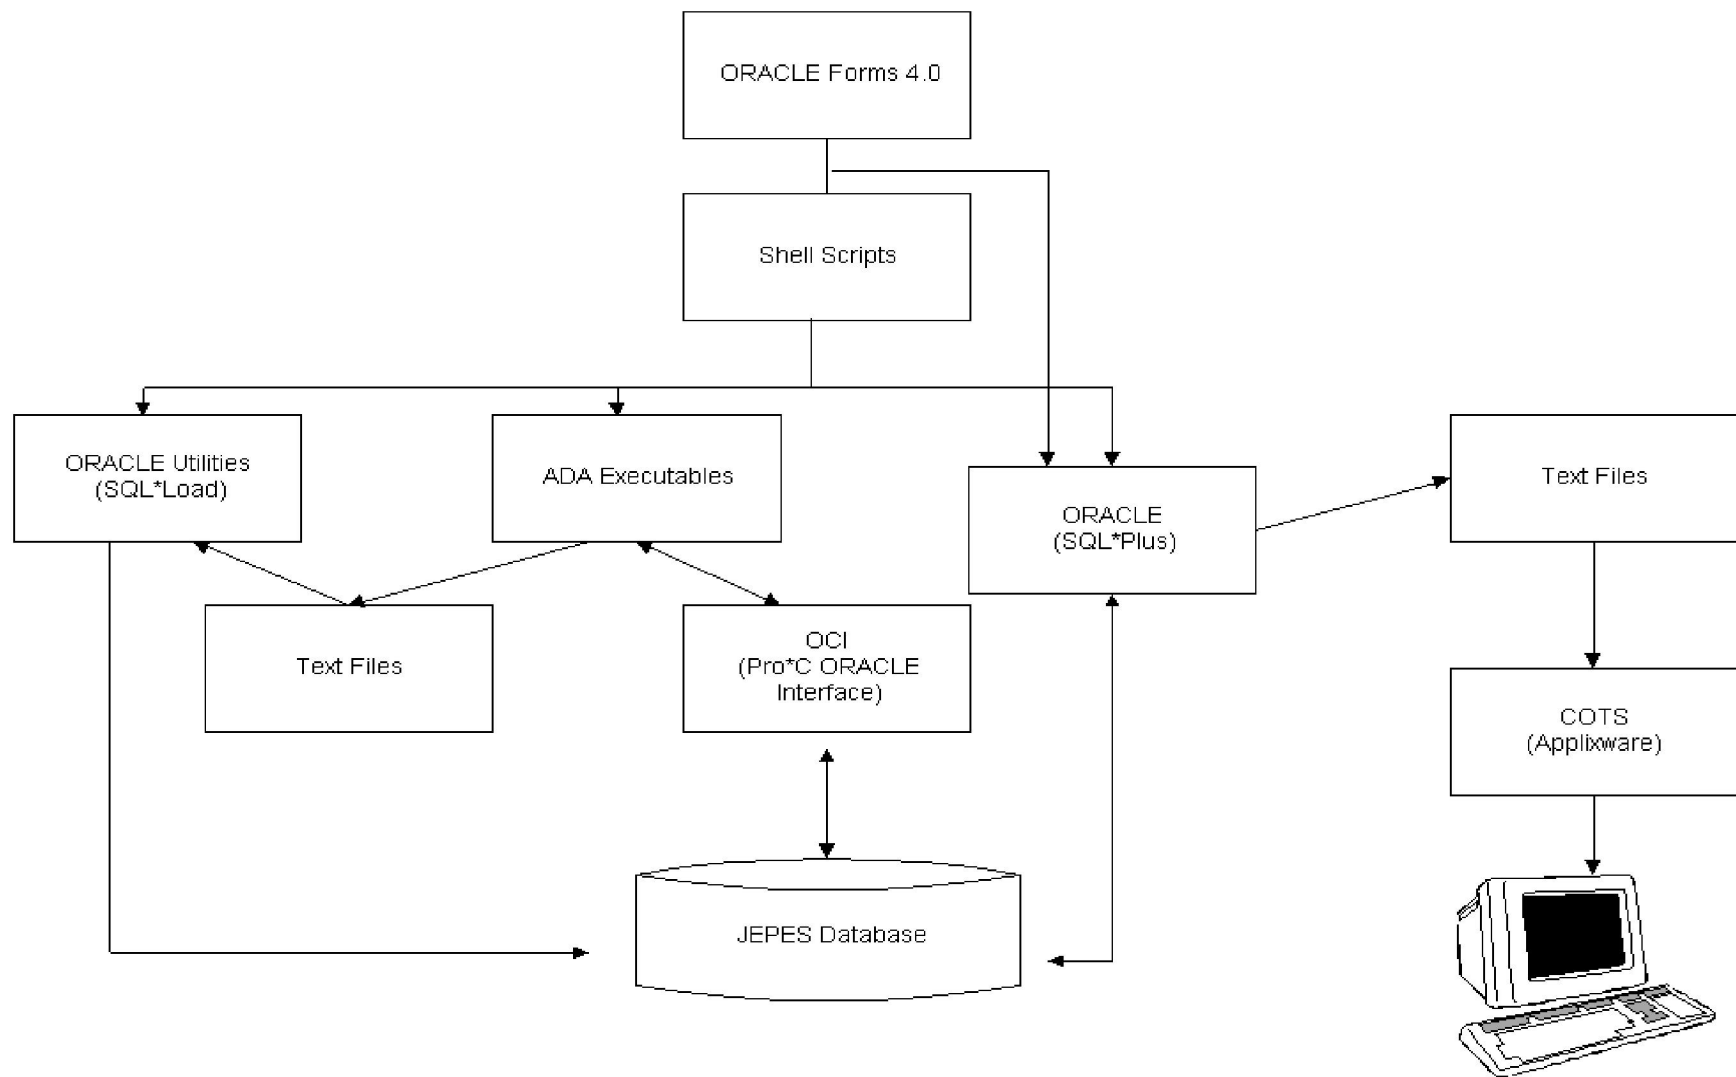 ORACLE Forms 4.0
Shell Scripts
ORACLE Utilities
(SQL*Load)
ADA Executables
ORACLE
(SQL*Plus)
Text Files
Text Files
OCI
(Pro*C ORACLE
Interface)
COTS
(Applixware)
JEPES Database